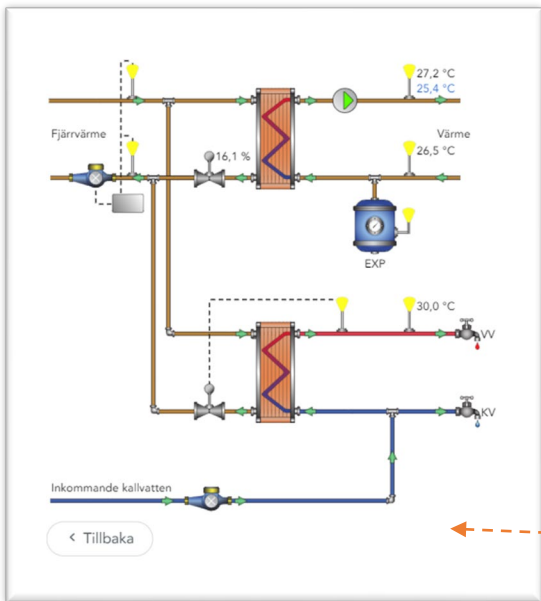 27,2 °C
25,4 °C
Fjärrvärme
Värme
16,1 %
26,5 °C
EXP
30,0 °C
VV
KV
Inkommande kallvatten
< Tillbaka